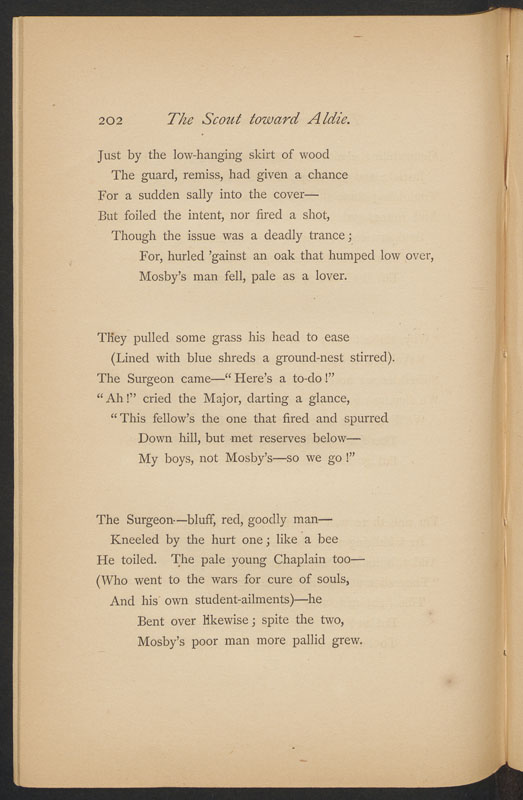 202 The Scout toward Aldie.
Just by the low-hanging skirt of wood
The guard, remiss, had given a chance
For a sudden sally into the cover—
But foiled the intent, nor fired a shot,
Though the issue was a deadly trance;
For, hurled 'gainst an oak that humped low over,
Mosby's man fell, pale as a lover.
They pulled some grass his head to ease
(Lined with blue shreds a ground-nest stirred).
The Surgeon came—"Here's a to-do!"
"Ah!" cried the Major, darting a glance,
"This fellow's the one that fired and spurred
Down hill, but met reserves below—
My boys, not Mosby's—so we go!"
The Surgeon—bluff, red, goodly man—
Kneeled by the hurt one; like a bee
He toiled. The pale young Chaplain too—
(Who went to the wars for cure of souls,
And his own student-ailments)—he
Bent over likewise; spite the two,
Mosby's poor man more pallid grew.